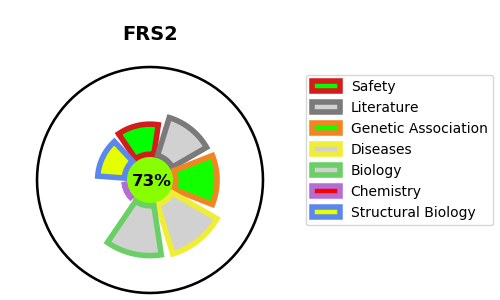 FRS2
73%
Safety
Literature
Genetic Association
Diseases
Biology
Chemistry
Structural Biology